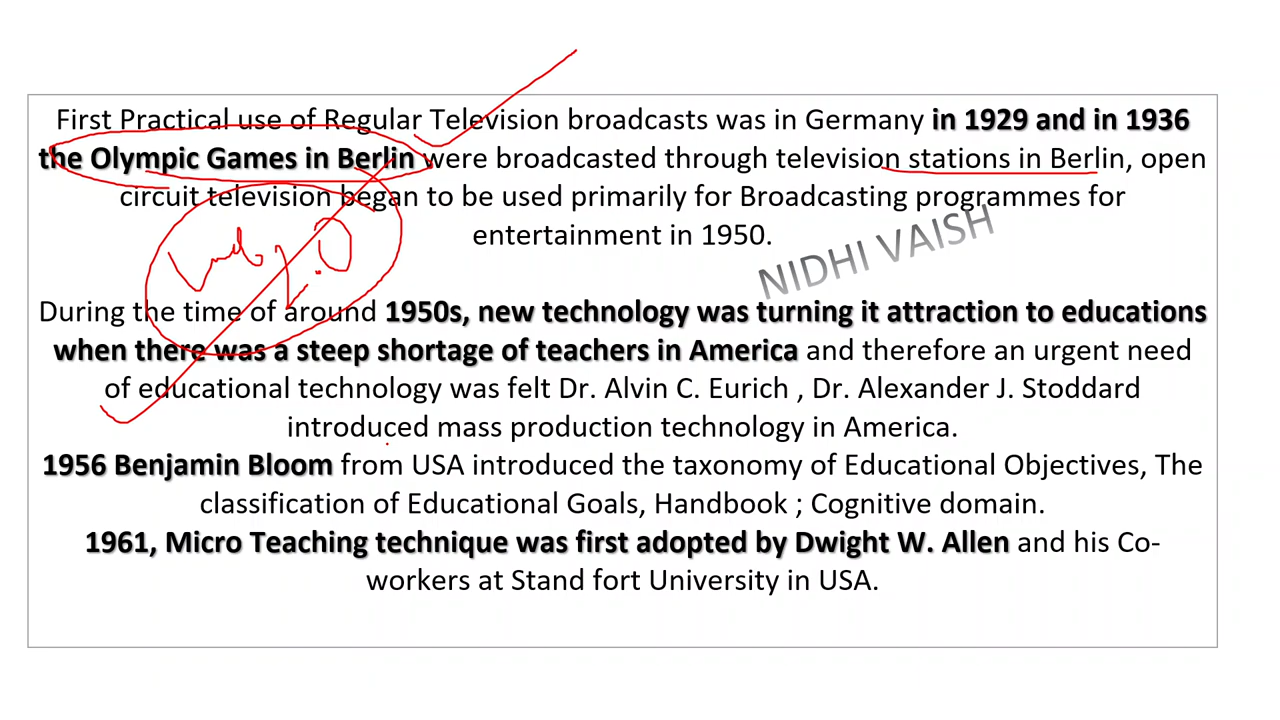 First Practical use of Regular Television broadcasts was in Germany in 1929 and in 1936
the Olympic Games in Berlin were broadcasted through television stations in Berlin, open
circuit television began to be used primarily for Broadcasting programmes for
entertainment in 1950.
NIDHI VAISH
web 2.0
During the time of around 1950s, new technology was turning it attraction to educations
when there was a steep shortage of teachers in America and therefore an urgent need
of educational technology was felt Dr. Alvin C. Eurich , Dr. Alexander J. Stoddard
introduced mass production technology in America.
1956 Benjamin Bloom from USA introduced the taxonomy of Educational Objectives, The
classification of Educational Goals, Handbook ; Cognitive domain.
1961, Micro Teaching technique was first adopted by Dwight W. Allen and his Co-
workers at Stand fort University in USA.